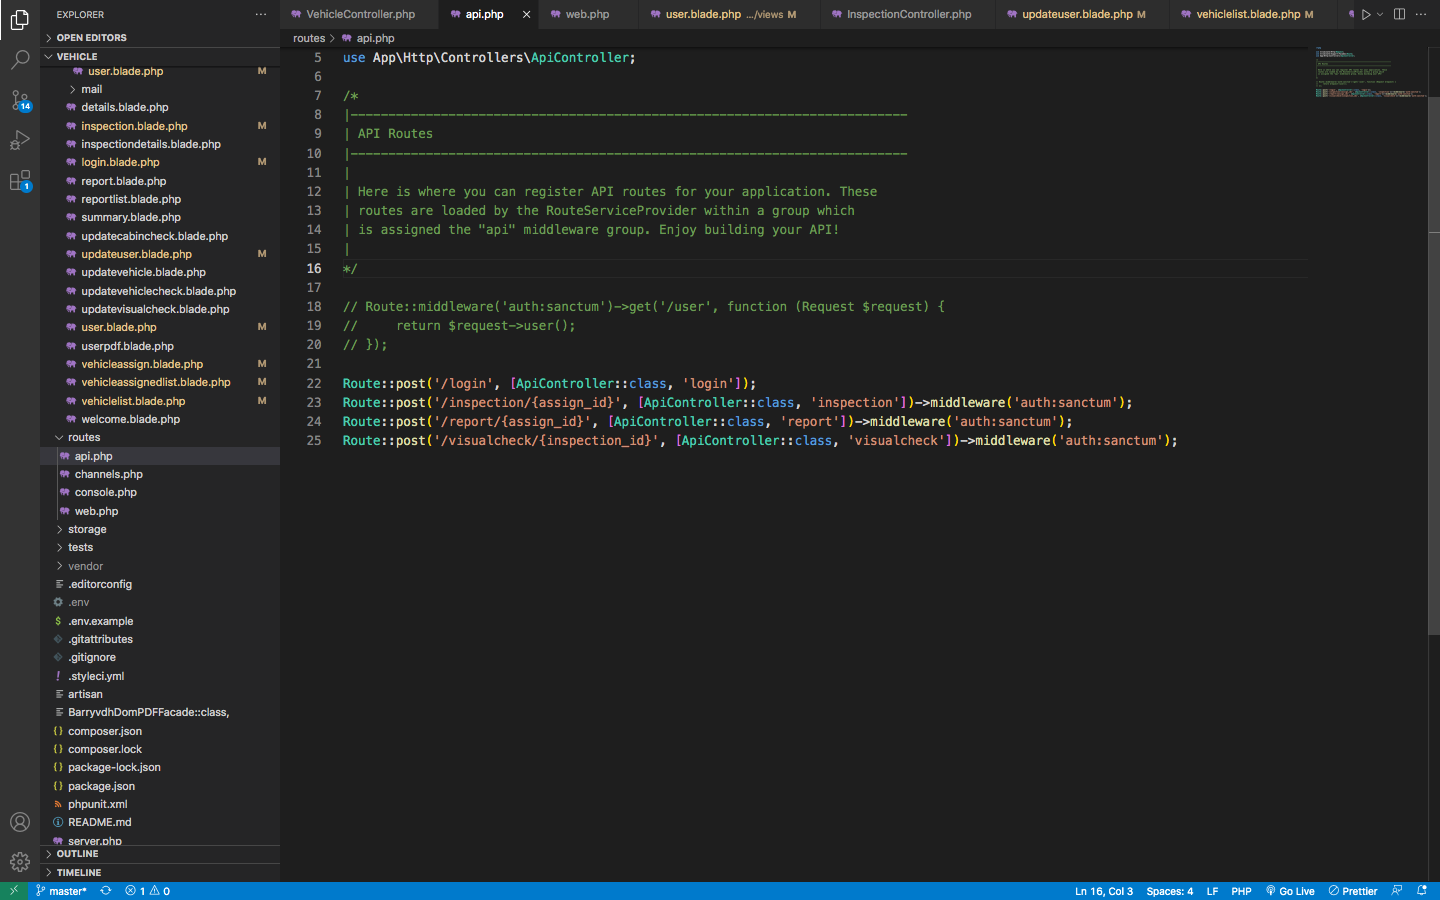 EXPLORER
OPEN EDITORS
VEHICLE
user.blade.php M
mail
details.blade.php
inspection.blade.php M
inspectiondetails.blade.php
login.blade.php M
report.blade.php
reportlist.blade.php
summary.blade.php
updatecabincheck.blade.php
updateuser.blade.php M
updatevehicle.blade.php
updatevehiclecheck.blade.php
updatevisualcheck.blade.php
user.blade.php M
userpdf.blade.php
vehicleassign.blade.php M
vehicleassignedlist.blade.php M
vehiclelist.blade.php M
welcome.blade.php
routes
api.php
channels.php
console.php
web.php
storage
tests
vendor
.editorconfig
.env
$ .env.example
.gitattributes
.gitignore
! .styleci.yml
artisan
BarryvdhDomPDFFacade::class,
{} composer.json
{} composer.lock
{} package-lock.json
{} package.json
phpunit.xml
README.md
server.php
OUTLINE
TIMELINE
14
1
VehicleController.php
api.php
web.php
user.blade.php .../views M
InspectionController.php
updateuser.blade.php M
vehiclelist.blade.php M
routes > api.php
5 use App\Http\Controllers\ApiController;
6
7 /*
8 |--------------------------------------------------------------------------
9 | API Routes
10 |--------------------------------------------------------------------------
11 |
12 | Here is where you can register API routes for your application. These
13 | routes are loaded by the RouteServiceProvider within a group which
14 | is assigned the "api" middleware group. Enjoy building your API!
15 |
16 */
17
18 // Route::middleware('auth:sanctum')->get('/user', function (Request $request) {
19 //     return $request->user();
20 // });
21
22 Route::post('/login', [ApiController::class, 'login']);
23 Route::post('/inspection/{assign_id}', [ApiController::class, 'inspection'])->middleware('auth:sanctum');
24 Route::post('/report/{assign_id}', [ApiController::class, 'report'])->middleware('auth:sanctum');
25 Route::post('/visualcheck/{inspection_id}', [ApiController::class, 'visualcheck'])->middleware('auth:sanctum');
master* 1 0
Ln 16, Col 3 Spaces: 4 LF PHP Go Live Prettier